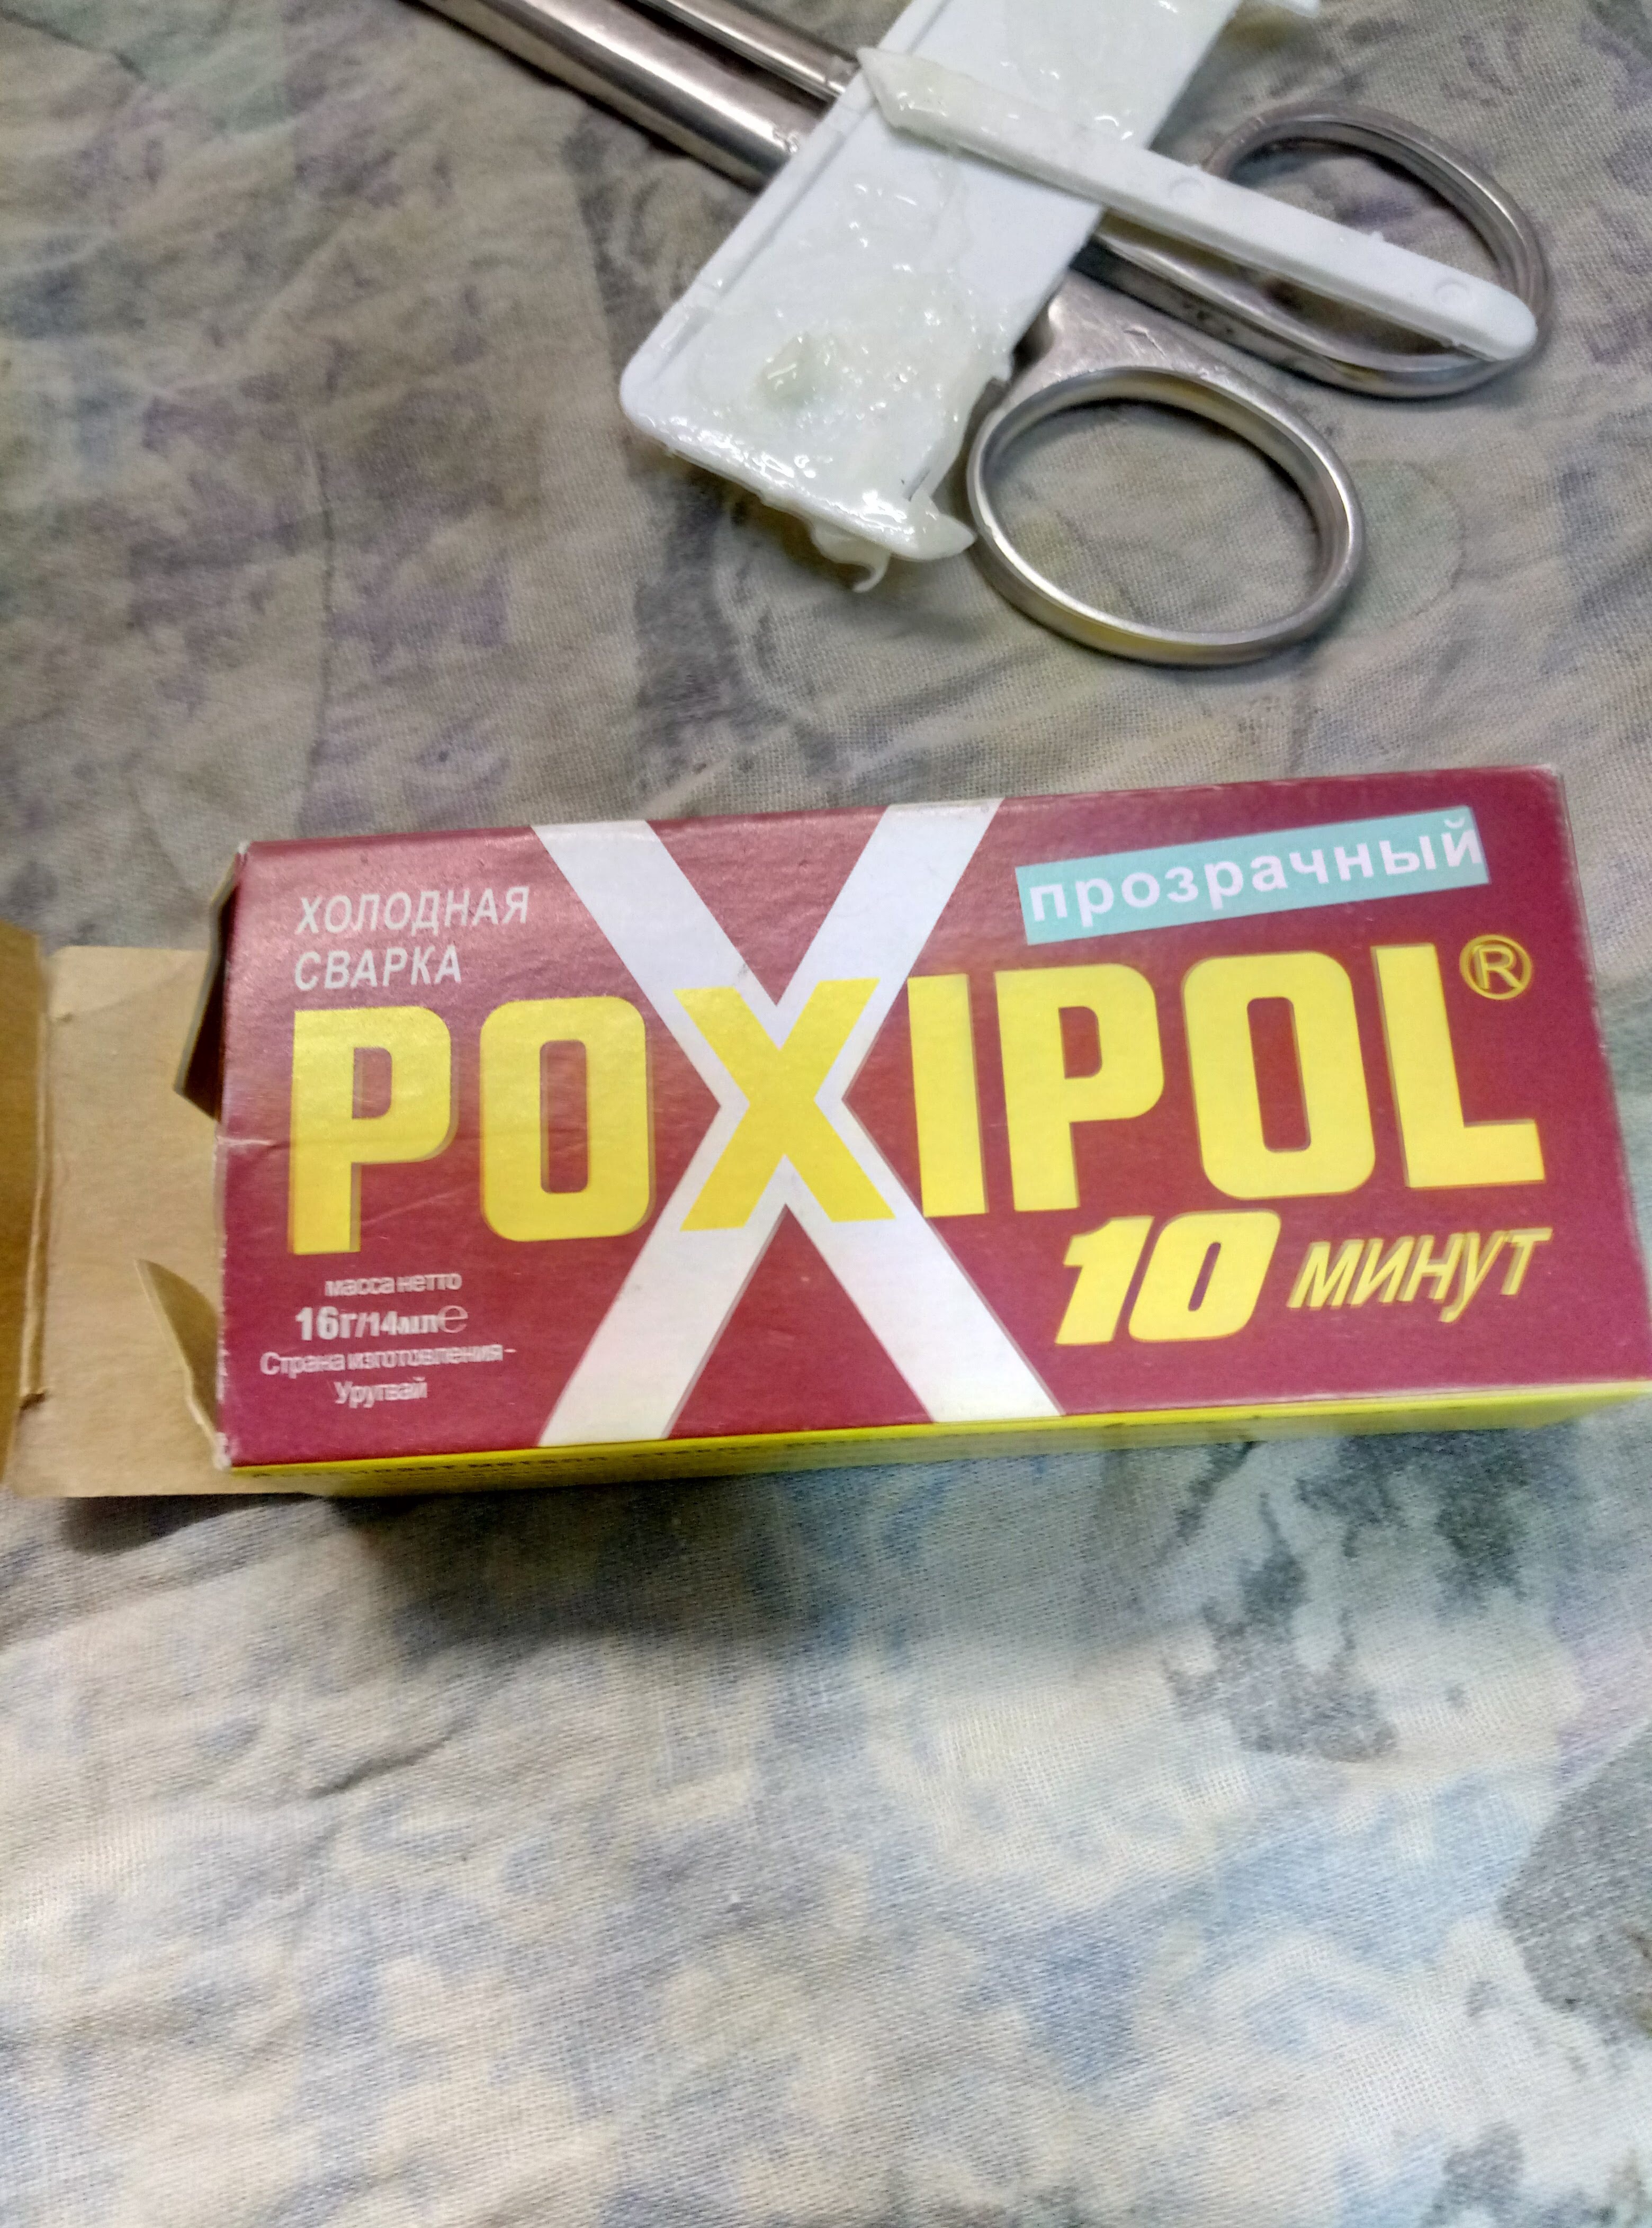 ХОЛОДНАЯ
СВАРКА
прозрачный
POXIPOL®
10 минут
масса нетто
16г/14мл℮
Страна изготовления-
Уругвай